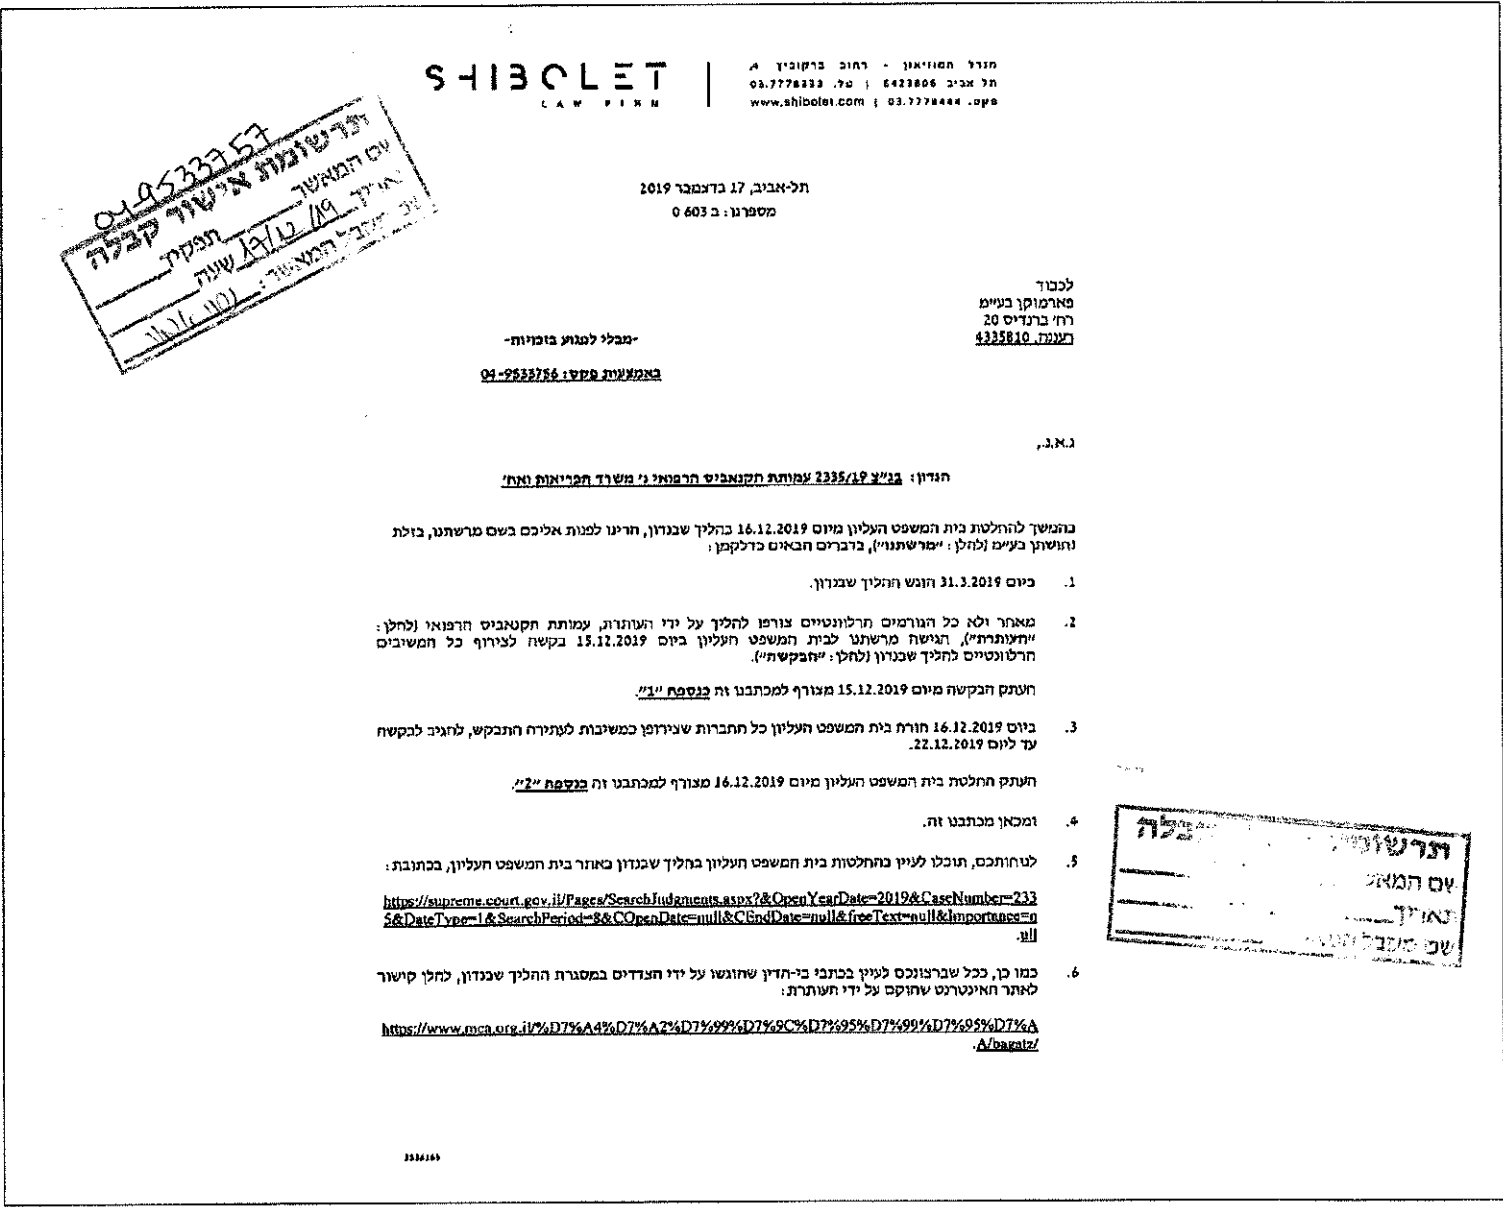 SHIBOLET
LAW FIRM
מגדל המוזיאון - רחוב ברקוביץ 4,
תל אביב 6423806 | טל. 03.7778333
פקס. 03.7778444 | www.shibolet.com
04-9533757
תרשומת אישור קבלה
שם המאשר
תפקיד
תאריך 17/12/19 שעה
שם מקבל המאשר:
תל-אביב, 17 בדצמבר 2019
מספרנו: ב 603 0
לכבוד
פארמוקן בע״מ
רח׳ ברנדיס 20
רעננה, 4335810
-מבלי לפגוע בזכויות-
באמצעות פקס: 04-9533756
ג.א.נ.,
הנדון: בג״צ 2335/19 עמותת הקנאביס הרפואי נ׳ משרד הבריאות ואח׳
בהמשך להחלטת בית המשפט העליון מיום 16.12.2019 בהליך שבנדון, הרינו לפנות אליכם בשם מרשתנו, בזלת
נחושתן בע״מ (להלן: ״מרשתנו״), בדברים הבאים כדלקמן:
1. ביום 31.3.2019 הוגש ההליך שבנדון.
2. מאחר ולא כל הגורמים הרלוונטיים צורפו להליך על ידי העותרת, עמותת הקנאביס הרפואי (להלן:
״העותרת״), הגישה מרשתנו לבית המשפט העליון ביום 15.12.2019 בקשה לצירוף כל המשיבים
הרלוונטיים להליך שבנדון (להלן: ״הבקשה״).
העתק הבקשה מיום 15.12.2019 מצורף למכתבנו זה כנספח ״1״.
3. ביום 16.12.2019 הורה בית המשפט העליון כל החברות שצירופן כמשיבות לעתירה התבקש, להגיב לבקשה
עד ליום 22.12.2019.
העתק החלטת בית המשפט העליון מיום 16.12.2019 מצורף למכתבנו זה כנספח ״2״.
4. ומכאן מכתבנו זה.
5. לנוחותכם, תוכלו לעיין בהחלטות בית המשפט העליון בהליך שבנדון באתר בית המשפט העליון, בכתובת:
https://supreme.court.gov.il/Pages/SearchJudgments.aspx?&OpenYearDate=2019&CaseNumber=233
5&DateType=1&SearchPeriod=8&COpenDate=null&CEndDate=null&freeText=null&Importance=n
ull.
6. כמו כן, ככל שברצונכם לעיין בכתבי בי-הדין שהוגשו על ידי הצדדים במסגרת ההליך שבנדון, להלן קישור
לאתר האינטרנט שהוקם על ידי העותרת:
https://www.mca.org.il/%D7%A4%D7%A2%D7%99%D7%9C%D7%95%D7%99%D7%95%D7%A
A/bagatz/.